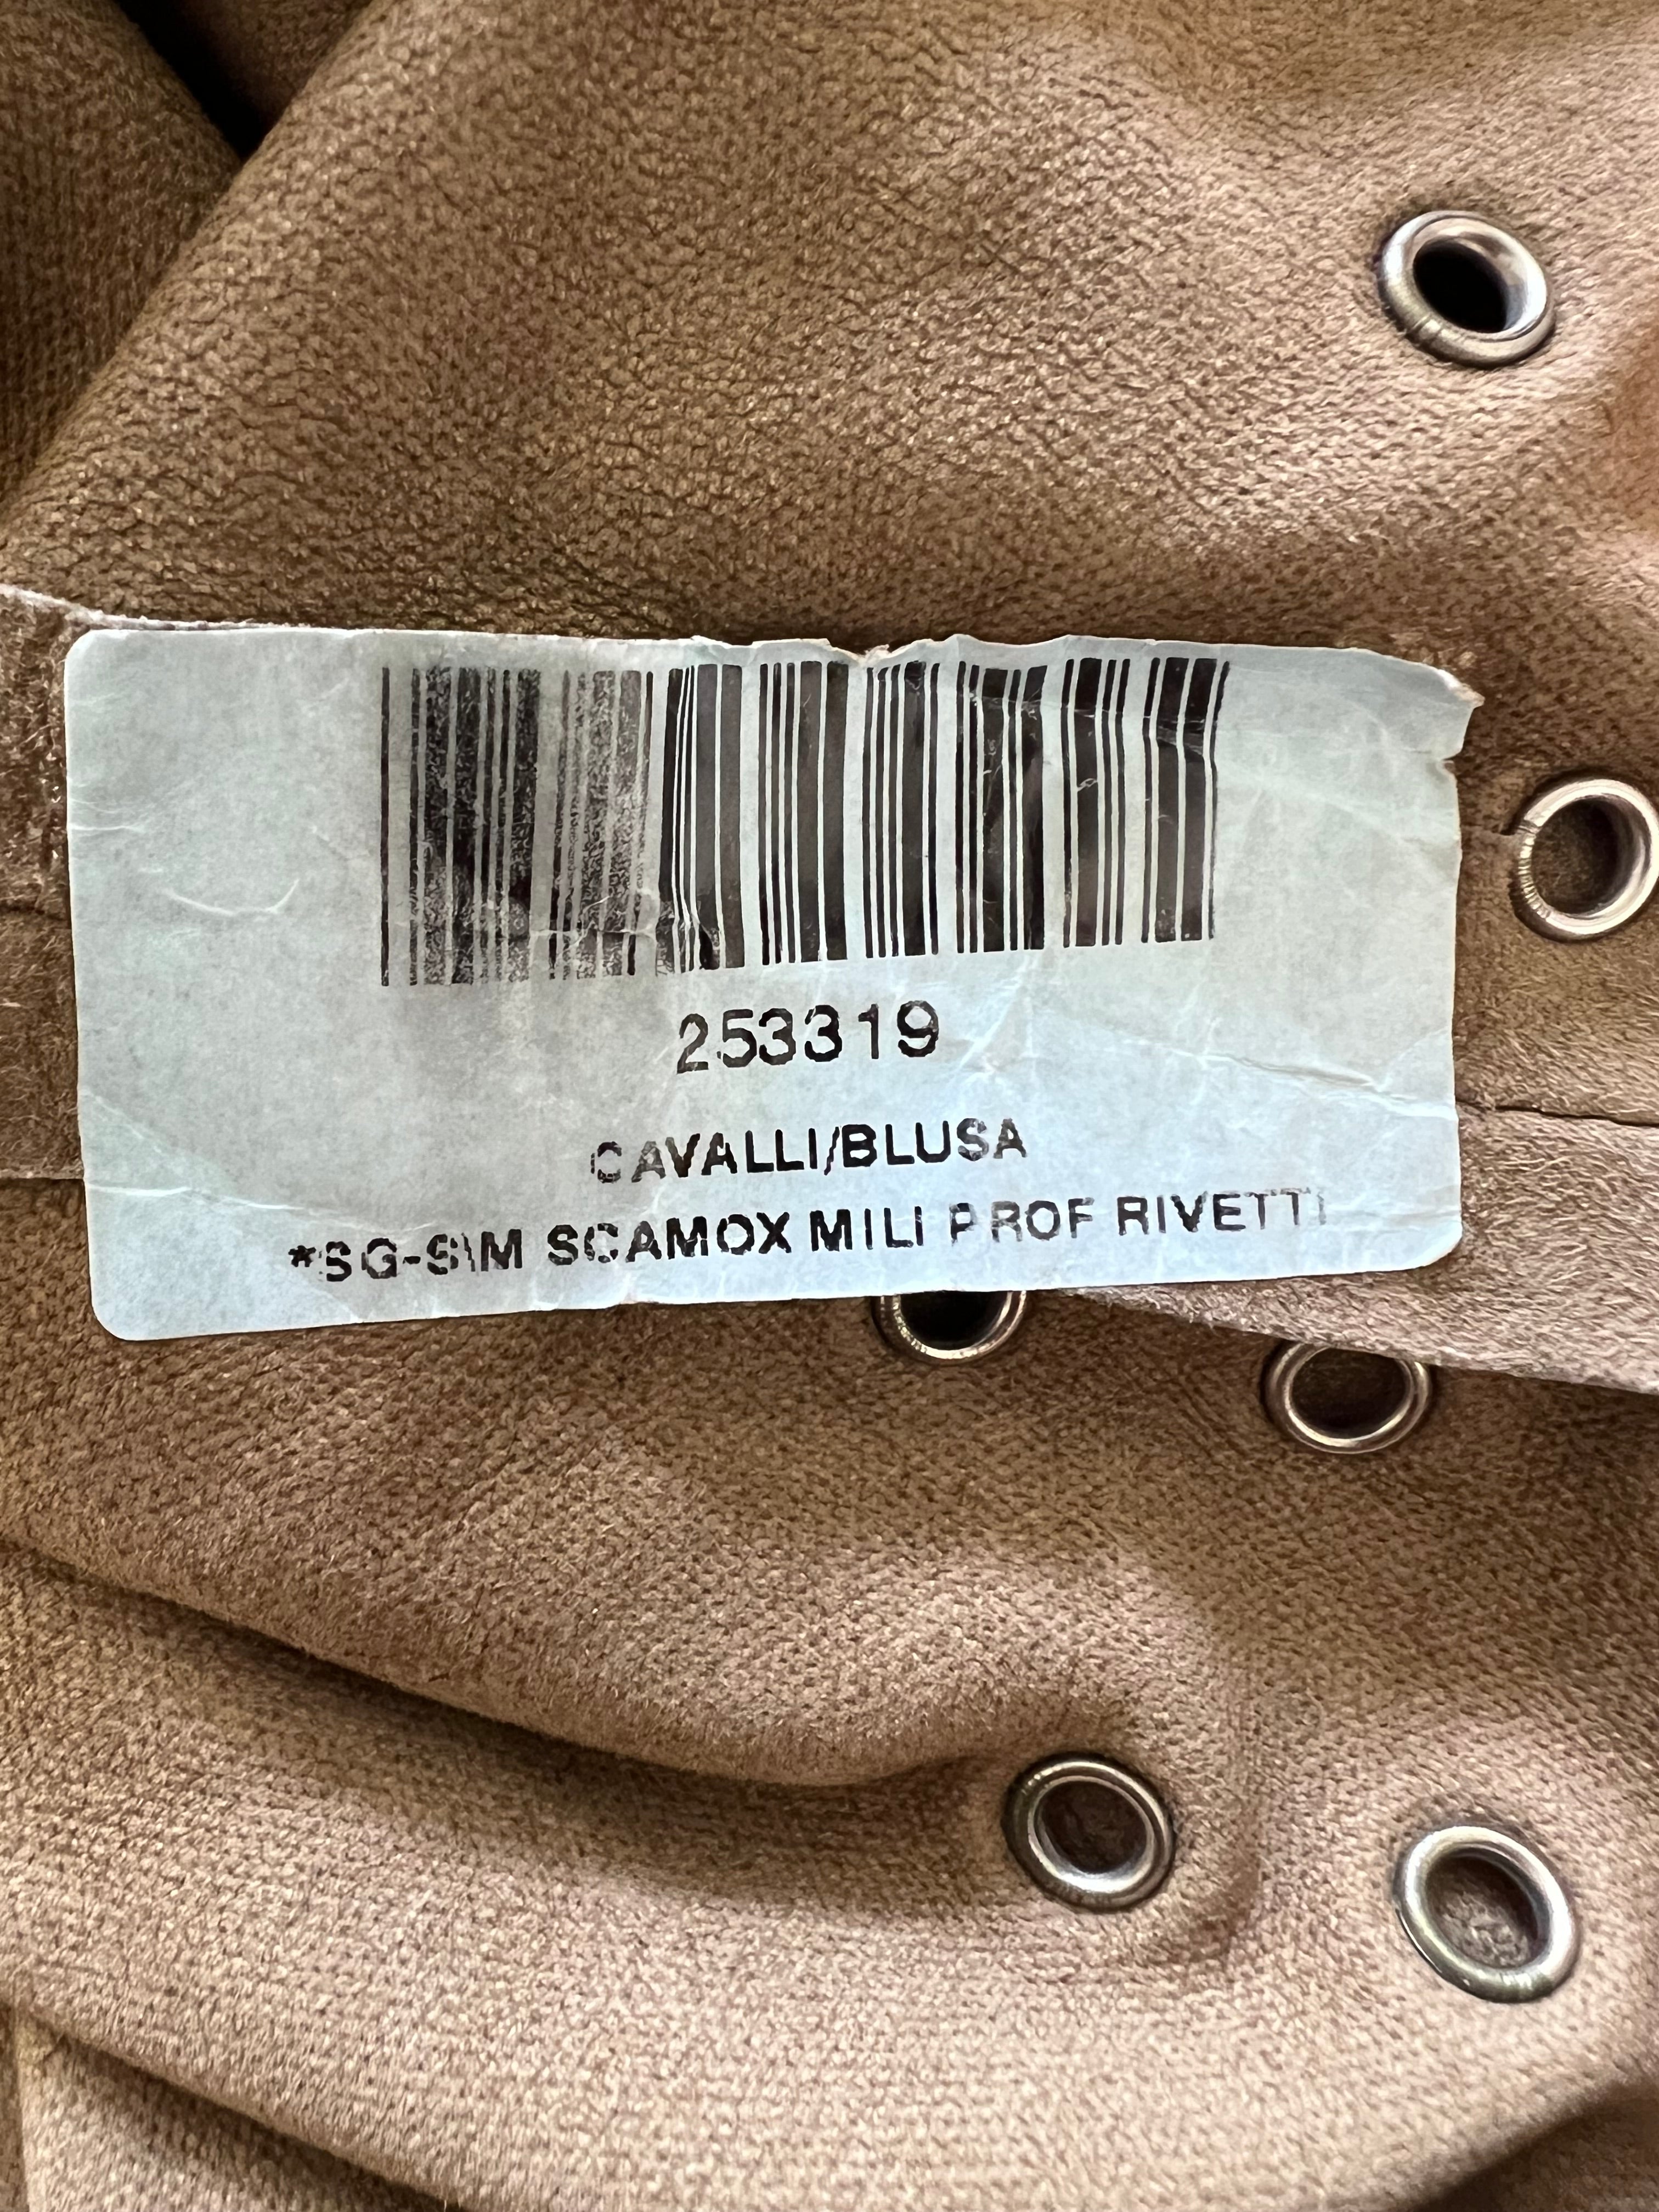 253319
CAVALLI/BLUSA
*SG-SIM SCAMOX MILI PROF RIVETTI